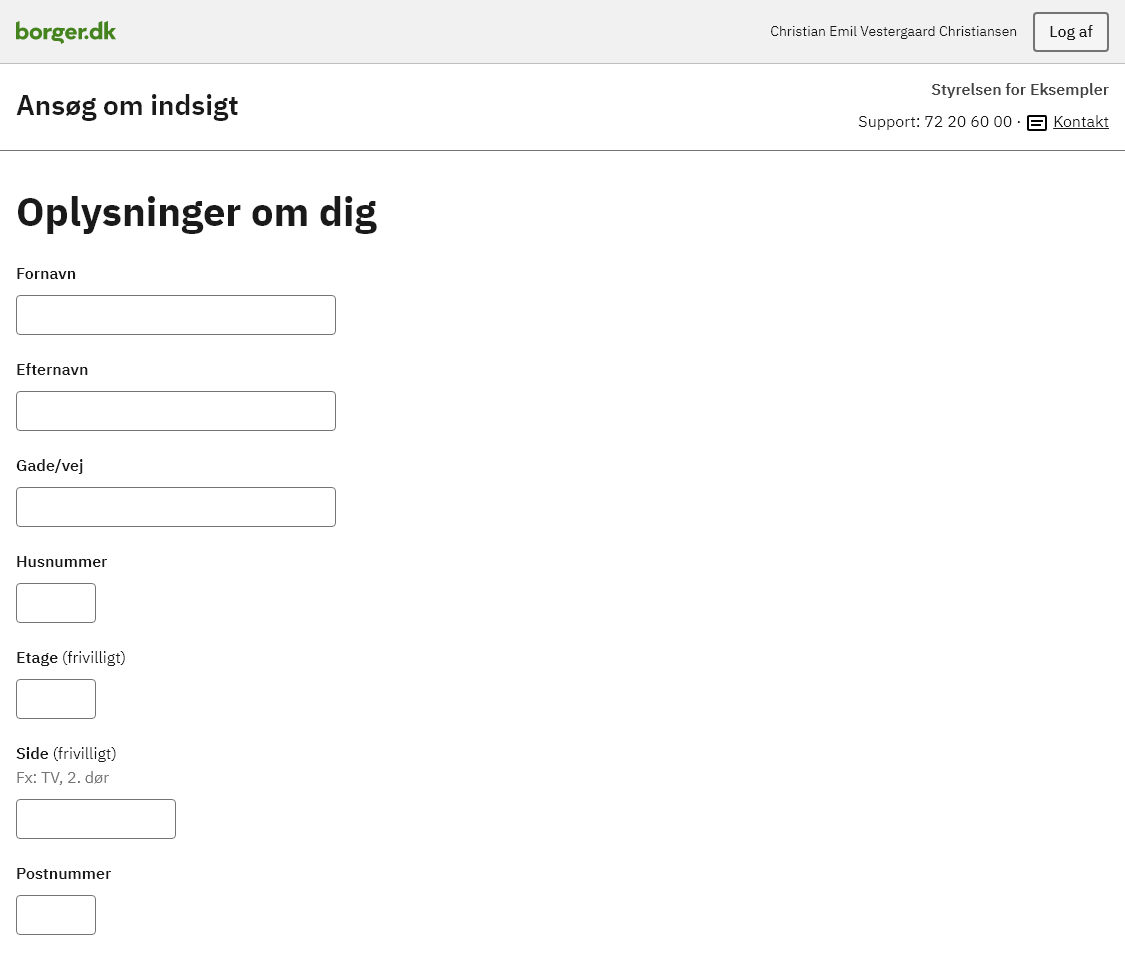 borger.dk
Christian Emil Vestergaard Christiansen
Log af
Ansøg om indsigt
Styrelsen for Eksempler
Support: 72 20 60 00 · Kontakt
Oplysninger om dig
Fornavn
Efternavn
Gade/vej
Husnummer
Etage (frivilligt)
Side (frivilligt)
Fx: TV, 2. dør
Postnummer